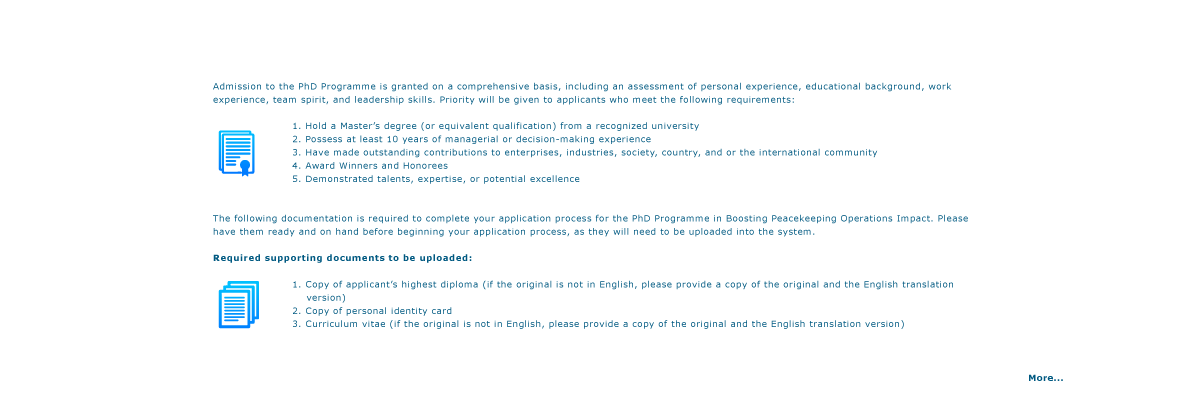 Admission to the PhD Programme is granted on a comprehensive basis, including an assessment of personal experience, educational background, work
experience, team spirit, and leadership skills. Priority will be given to applicants who meet the following requirements:
1. Hold a Master’s degree (or equivalent qualification) from a recognized university
2. Possess at least 10 years of managerial or decision-making experience
3. Have made outstanding contributions to enterprises, industries, society, country, and or the international community
4. Award Winners and Honorees
5. Demonstrated talents, expertise, or potential excellence
The following documentation is required to complete your application process for the PhD Programme in Boosting Peacekeeping Operations Impact. Please
have them ready and on hand before beginning your application process, as they will need to be uploaded into the system.
Required supporting documents to be uploaded:
1. Copy of applicant’s highest diploma (if the original is not in English, please provide a copy of the original and the English translation
version)
2. Copy of personal identity card
3. Curriculum vitae (if the original is not in English, please provide a copy of the original and the English translation version)
More...